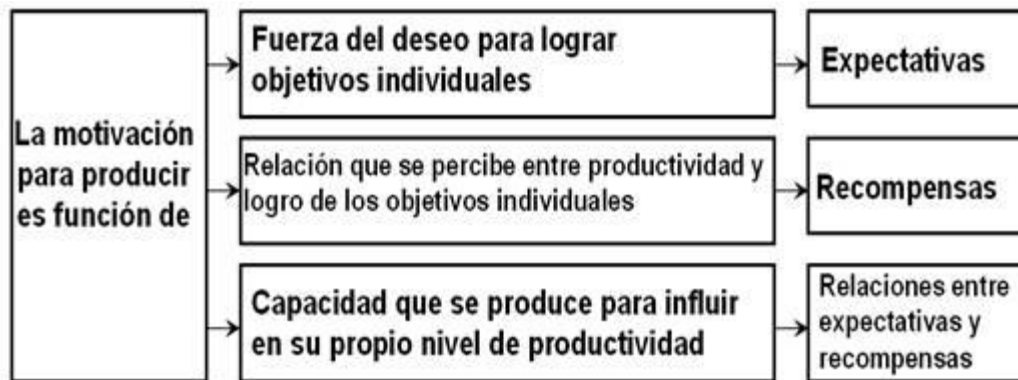 La motivación
para producir
es función de
Fuerza del deseo para lograr
objetivos individuales
Expectativas
Relación que se percibe entre productividad y
logro de los objetivos individuales
Recompensas
Capacidad que se produce para influir
en su propio nivel de productividad
Relaciones entre
expectativas y
recompensas